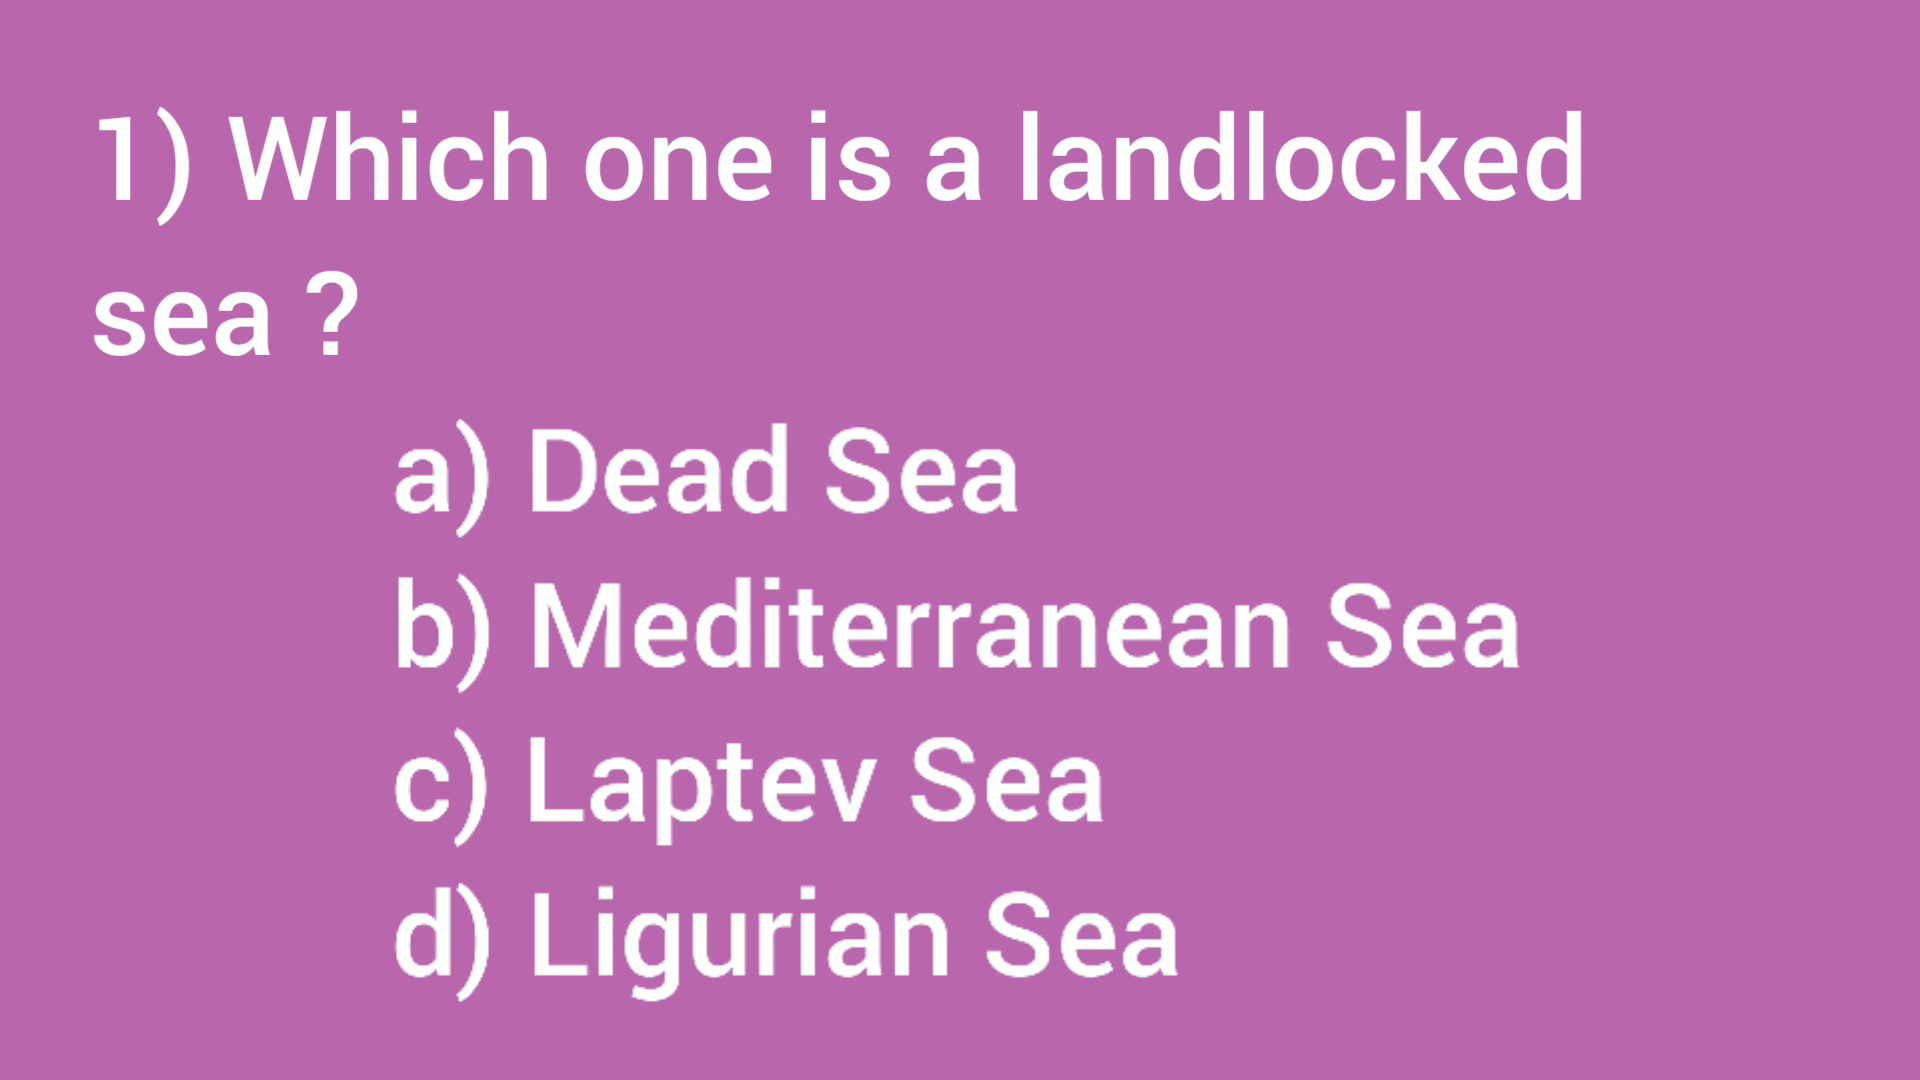 1) Which one is a landlocked
sea ?
a) Dead Sea
b) Mediterranean Sea
c) Laptev Sea
d) Ligurian Sea